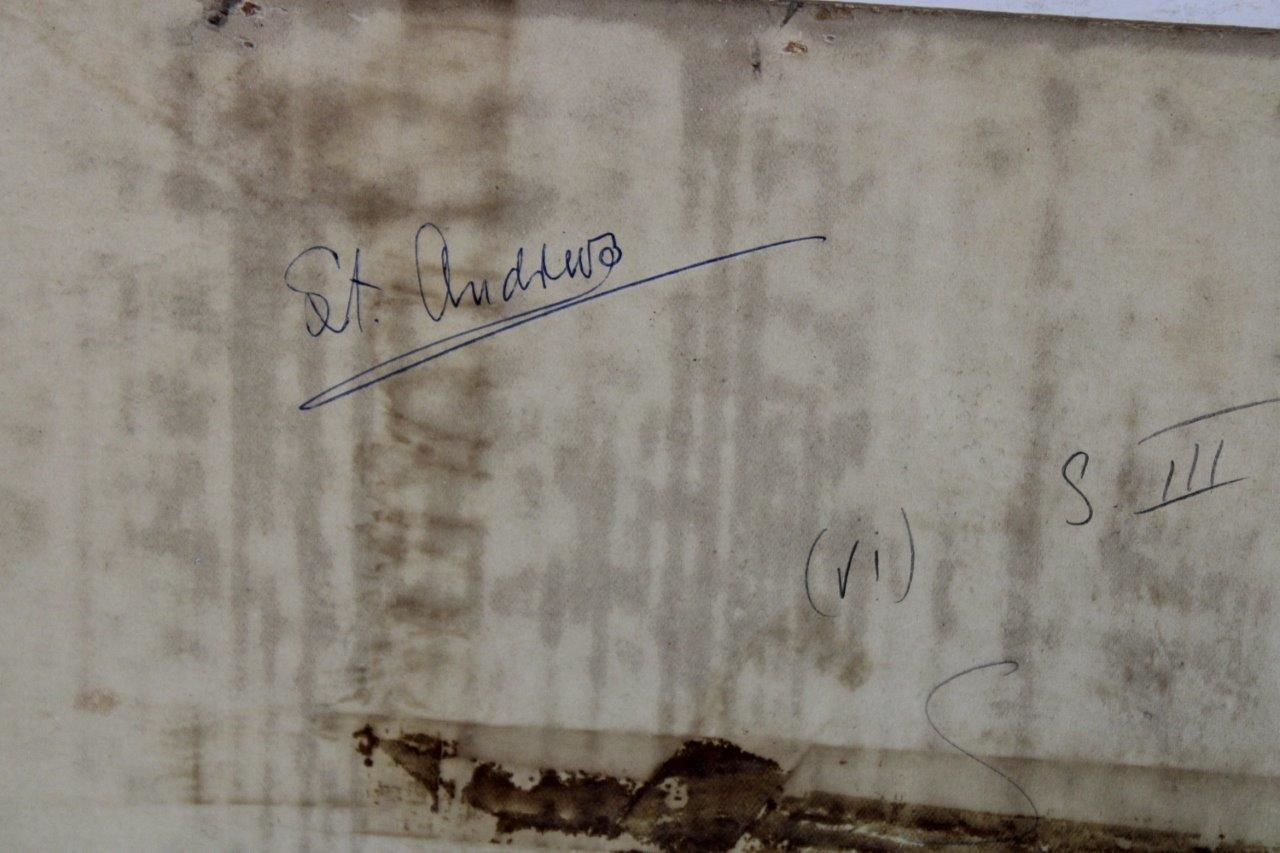 St. Andrews
S. III
(vi)
S